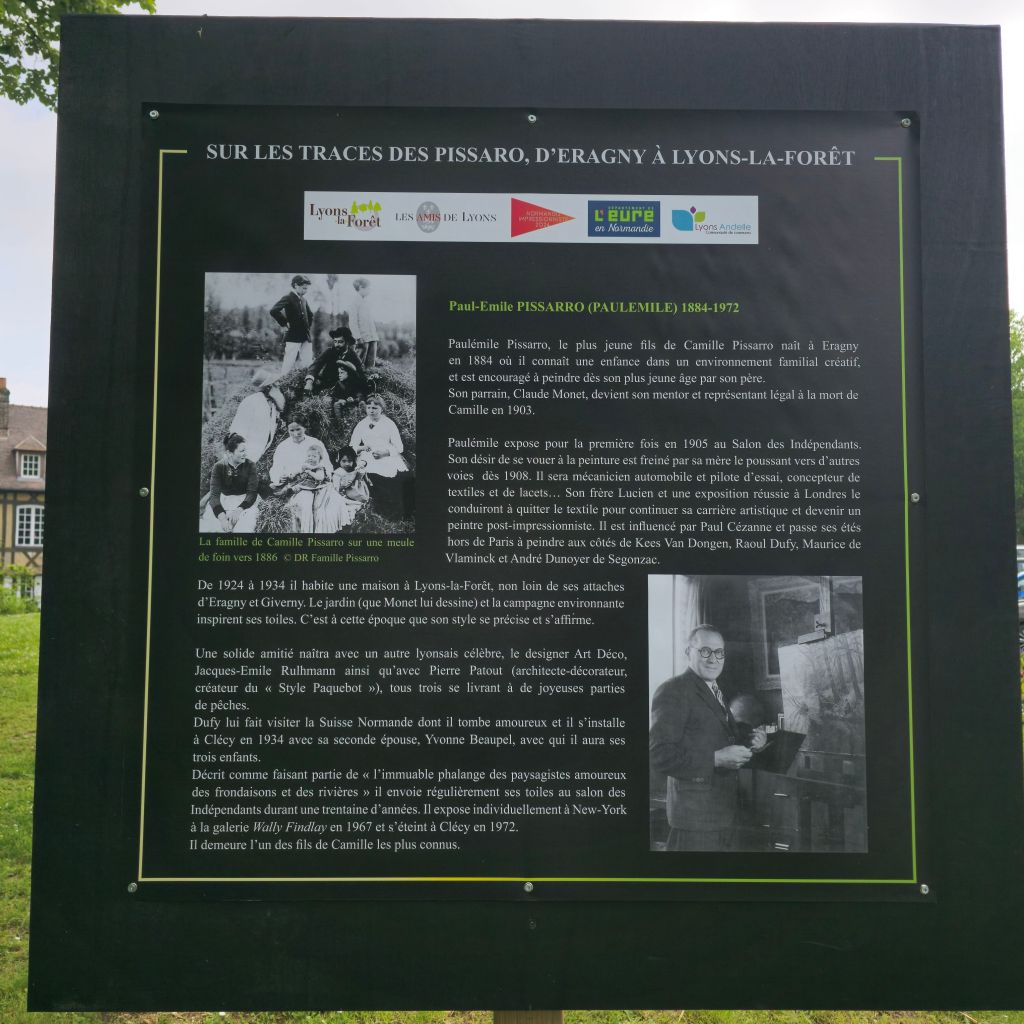 SUR LES TRACES DES PISSARO, D'ERAGNY À LYONS-LA-FORÊT
Lyons
-la-
Forêt
LES AMIS DE LYONS
NORMANDIE
IMPRESSIONNISTE
DÉPARTEMENT DE
L'eure
en Normandie
Lyons Andelle
Communauté de communes
Paul-Emile PISSARRO (PAULEMILE) 1884-1972
Paulémile Pissarro, le plus jeune fils de Camille Pissarro naît à Eragny
en 1884 où il connaît une enfance dans un environnement familial créatif,
et est encouragé à peindre dès son plus jeune âge par son père.
Son parrain, Claude Monet, devient son mentor et représentant légal à la mort de
Camille en 1903.
Paulémile expose pour la première fois en 1905 au Salon des Indépendants.
Son désir de se vouer à la peinture est freiné par sa mère le poussant vers d'autres
voies dès 1908. Il sera mécanicien automobile et pilote d'essai, concepteur de
textiles et de lacets… Son frère Lucien et une exposition réussie à Londres le
conduiront à quitter le textile pour continuer sa carrière artistique et devenir un
peintre post-impressionniste. Il est influencé par Paul Cézanne et passe ses étés
hors de Paris à peindre aux côtés de Kees Van Dongen, Raoul Dufy, Maurice de
Vlaminck et André Dunoyer de Segonzac.
La famille de Camille Pissarro sur une meule
de foin vers 1886 © DR Famille Pissarro
De 1924 à 1934 il habite une maison à Lyons-la-Forêt, non loin de ses attaches
d'Eragny et Giverny. Le jardin (que Monet lui dessine) et la campagne environnante
inspirent ses toiles. C'est à cette époque que son style se précise et s'affirme.
Une solide amitié naîtra avec un autre lyonsais célèbre, le designer Art Déco,
Jacques-Emile Rulhmann ainsi qu'avec Pierre Patout (architecte-décorateur,
créateur du « Style Paquebot »), tous trois se livrant à de joyeuses parties
de pêches.
Dufy lui fait visiter la Suisse Normande dont il tombe amoureux et il s'installe
à Clécy en 1934 avec sa seconde épouse, Yvonne Beaupel, avec qui il aura ses
trois enfants.
Décrit comme faisant partie de « l'immuable phalange des paysagistes amoureux
des frondaisons et des rivières » il envoie régulièrement ses toiles au salon des
Indépendants durant une trentaine d'années. Il expose individuellement à New-York
à la galerie Wally Findlay en 1967 et s'éteint à Clécy en 1972.
Il demeure l'un des fils de Camille les plus connus.